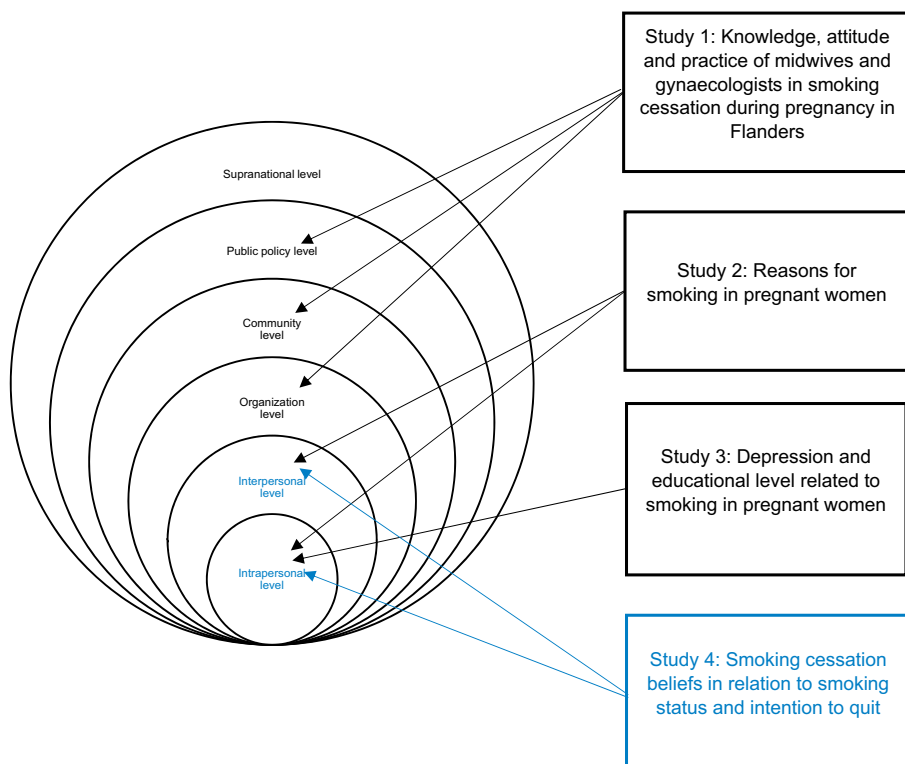 Study 1: Knowledge, attitude
and practice of midwives and
gynaecologists in smoking
cessation during pregnancy in
Flanders
Supranational level
Public policy level
Study 2: Reasons for
smoking in pregnant women
Community
level
Organization
level
Study 3: Depression and
educational level related to
smoking in pregnant women
Interpersonal
level
Intrapersonal
level
Study 4: Smoking cessation
beliefs in relation to smoking
status and intention to quit